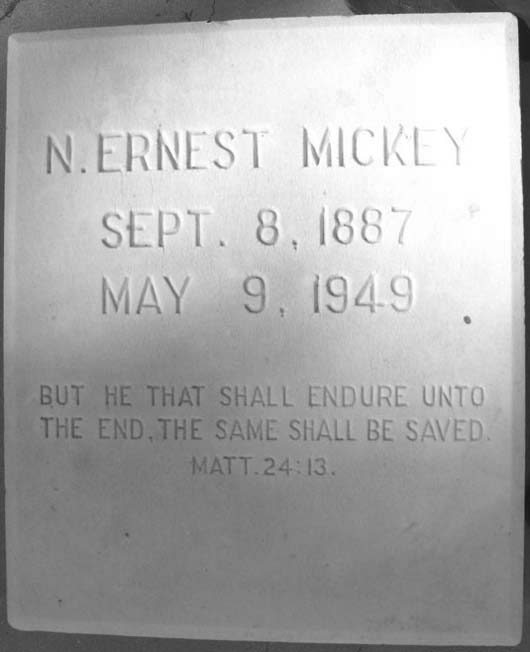 N. ERNEST MICKEY
SEPT. 8, 1887
MAY 9, 1949
BUT HE THAT SHALL ENDURE UNTO
THE END, THE SAME SHALL BE SAVED.
MATT. 24:13.